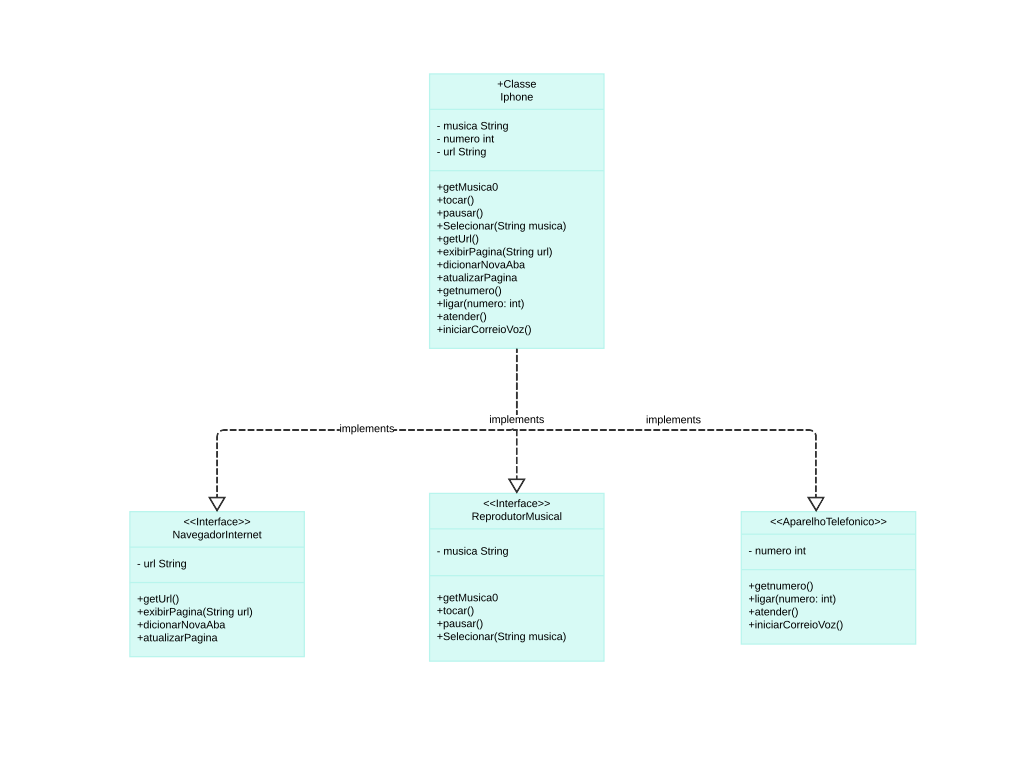 +Classe
Iphone
- musica String
- numero int
- url String
+getMusica0
+tocar()
+pausar()
+Selecionar(String musica)
+getUrl()
+exibirPagina(String url)
+dicionarNovaAba
+atualizarPagina
+getnumero()
+ligar(numero: int)
+atender()
+iniciarCorreioVoz()
implements
implements
implements
<<Interface>>
NavegadorInternet
- url String
+getUrl()
+exibirPagina(String url)
+dicionarNovaAba
+atualizarPagina
<<Interface>>
ReprodutorMusical
- musica String
+getMusica0
+tocar()
+pausar()
+Selecionar(String musica)
<<AparelhoTelefonico>>
- numero int
+getnumero()
+ligar(numero: int)
+atender()
+iniciarCorreioVoz()